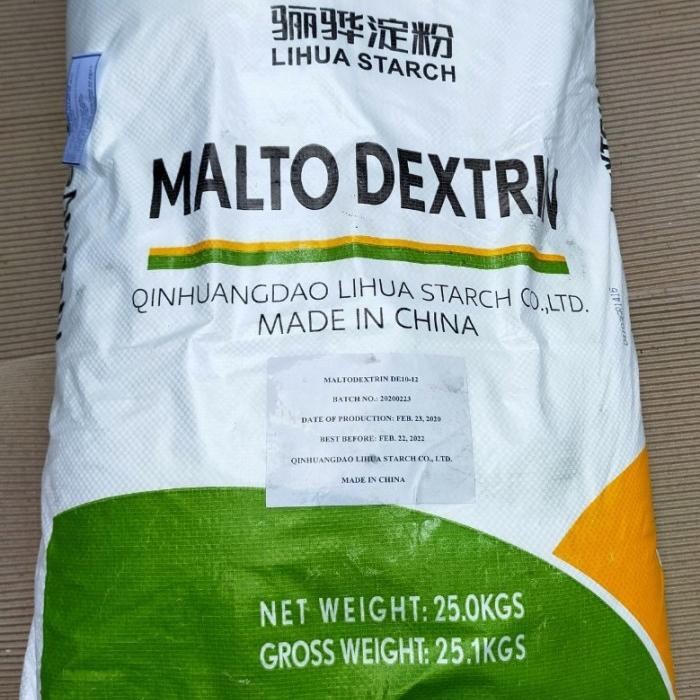 骊骅淀粉
LIHUA STARCH
MALTO DEXTRIN
QINHUANGDAO LIHUA STARCH CO.,LTD.
MADE IN CHINA
MALTODEXTRIN DE10-12
BATCH NO.: 20200223
DATE OF PRODUCTION: FEB. 23, 2020
BEST BEFORE: FEB. 22, 2022
QINHUANGDAO LIHUA STARCH CO., LTD.
MADE IN CHINA
NET WEIGHT: 25.0KGS
GROSS WEIGHT: 25.1KGS